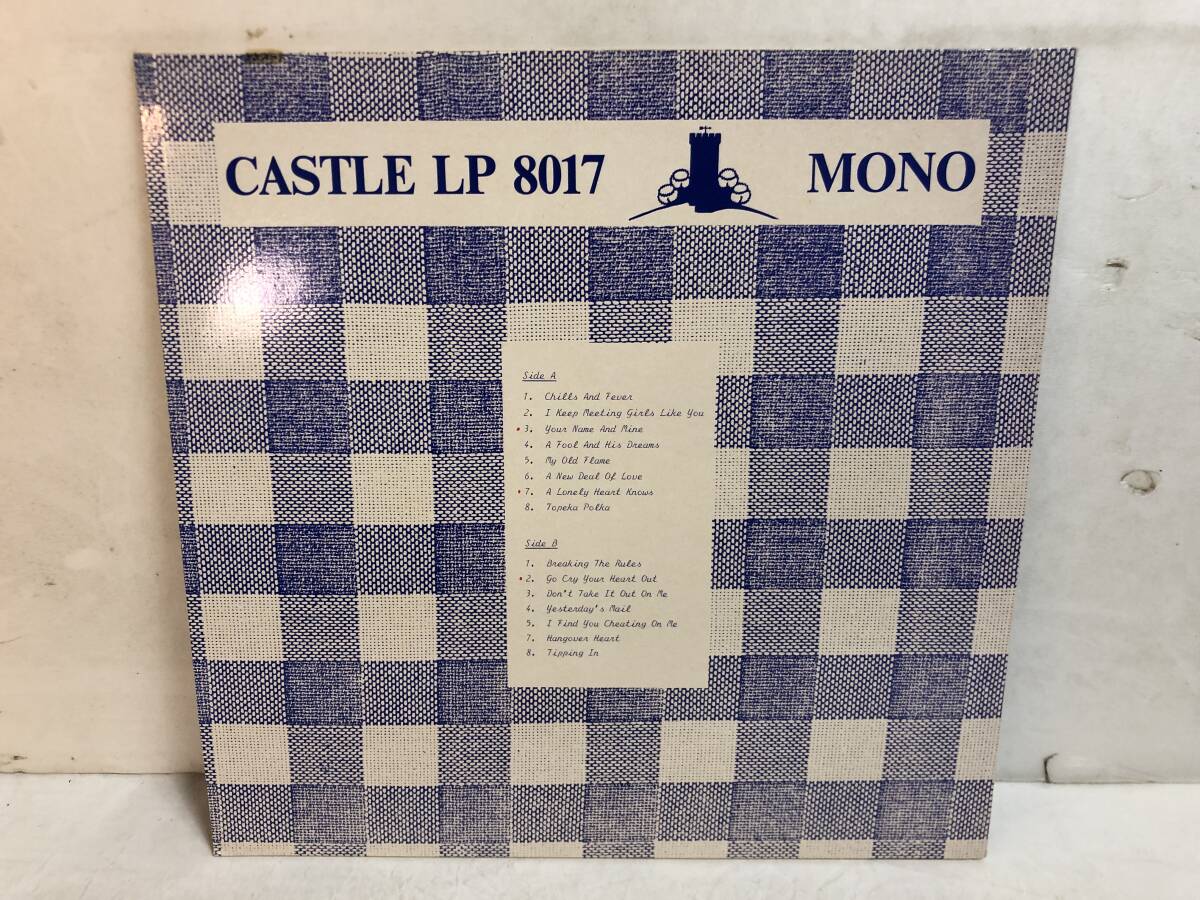 CASTLE LP 8017 MONO
Side A
1. Chills And Fever
2. I Keep Meeting Girls Like You
• 3. Your Name And Mine
4. A Fool And His Dreams
5. My Old Flame
6. A New Deal Of Love
• 7. A Lonely Heart Knows
8. Topeka Polka
Side B
1. Breaking The Rules
• 2. Go Cry Your Heart Out
3. Don't Take It Out On Me
4. Yesterday's Mail
5. I Find You Cheating On Me
7. Hangover Heart
8. Tipping In